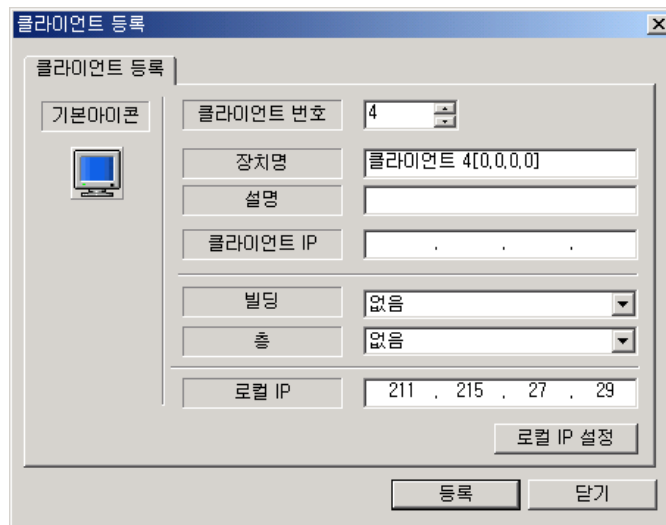 클라이언트 등록
클라이언트 등록
기본아이콘
클라이언트 번호 4
장치명 클라이언트 4[0,0,0,0]
설명
클라이언트 IP . . .
빌딩 없음
층 없음
로컬 IP 211 . 215 . 27 . 29
로컬 IP 설정
등록 닫기